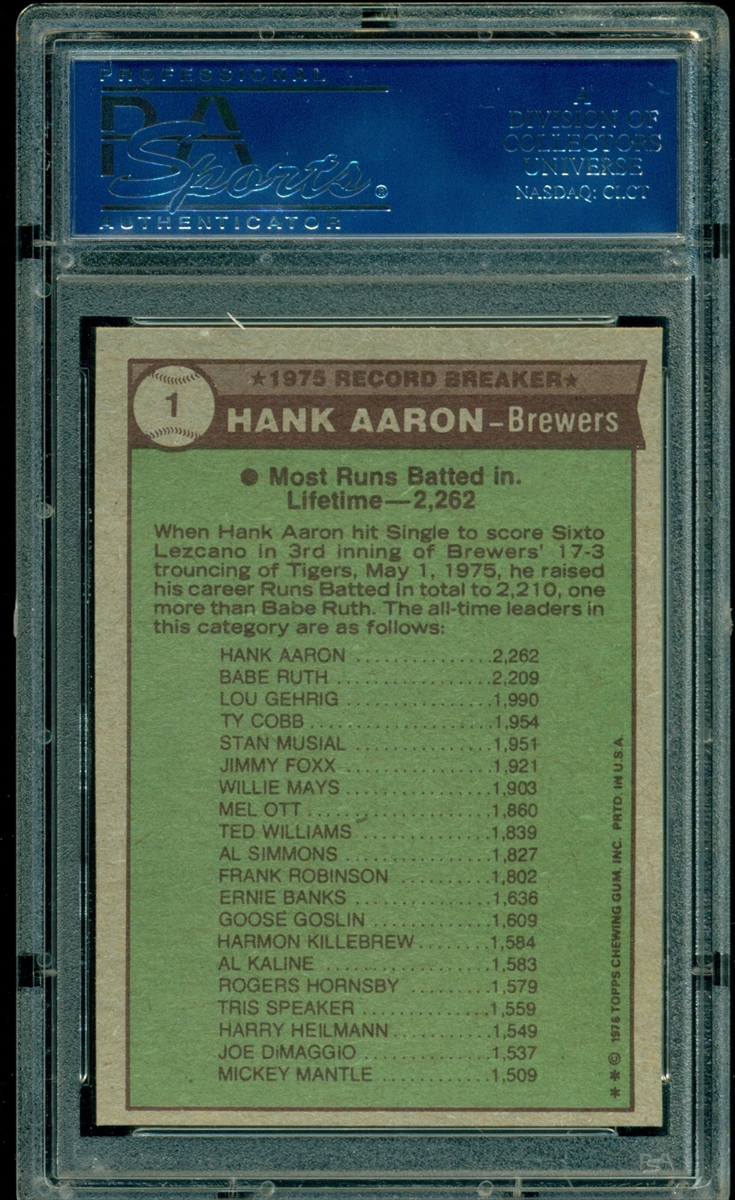 PROFESSIONAL
PSA
Sports®
AUTHENTICATOR
A
DIVISION OF
COLLECTORS
UNIVERSE
NASDAQ: CLCT
1
★1975 RECORD BREAKER★
HANK AARON – Brewers
● Most Runs Batted in.
Lifetime—2,262
When Hank Aaron hit Single to score Sixto
Lezcano in 3rd inning of Brewers' 17-3
trouncing of Tigers, May 1, 1975, he raised
his career Runs Batted In total to 2,210, one
more than Babe Ruth. The all-time leaders in
this category are as follows:
HANK AARON ..............2,262
BABE RUTH ................2,209
LOU GEHRIG ...............1,990
TY COBB ..................1,954
STAN MUSIAL ..............1,951
JIMMY FOXX ...............1,921
WILLIE MAYS ..............1,903
MEL OTT ..................1,860
TED WILLIAMS .............1,839
AL SIMMONS ...............1,827
FRANK ROBINSON ..........1,802
ERNIE BANKS ..............1,636
GOOSE GOSLIN ............1,609
HARMON KILLEBREW .......1,584
AL KALINE ................1,583
ROGERS HORNSBY .........1,579
TRIS SPEAKER .............1,559
HARRY HEILMANN ..........1,549
JOE DiMAGGIO .............1,537
MICKEY MANTLE ...........1,509
✱✱© 1976 TOPPS CHEWING GUM, INC. PRTD. IN U.S.A.
PSA